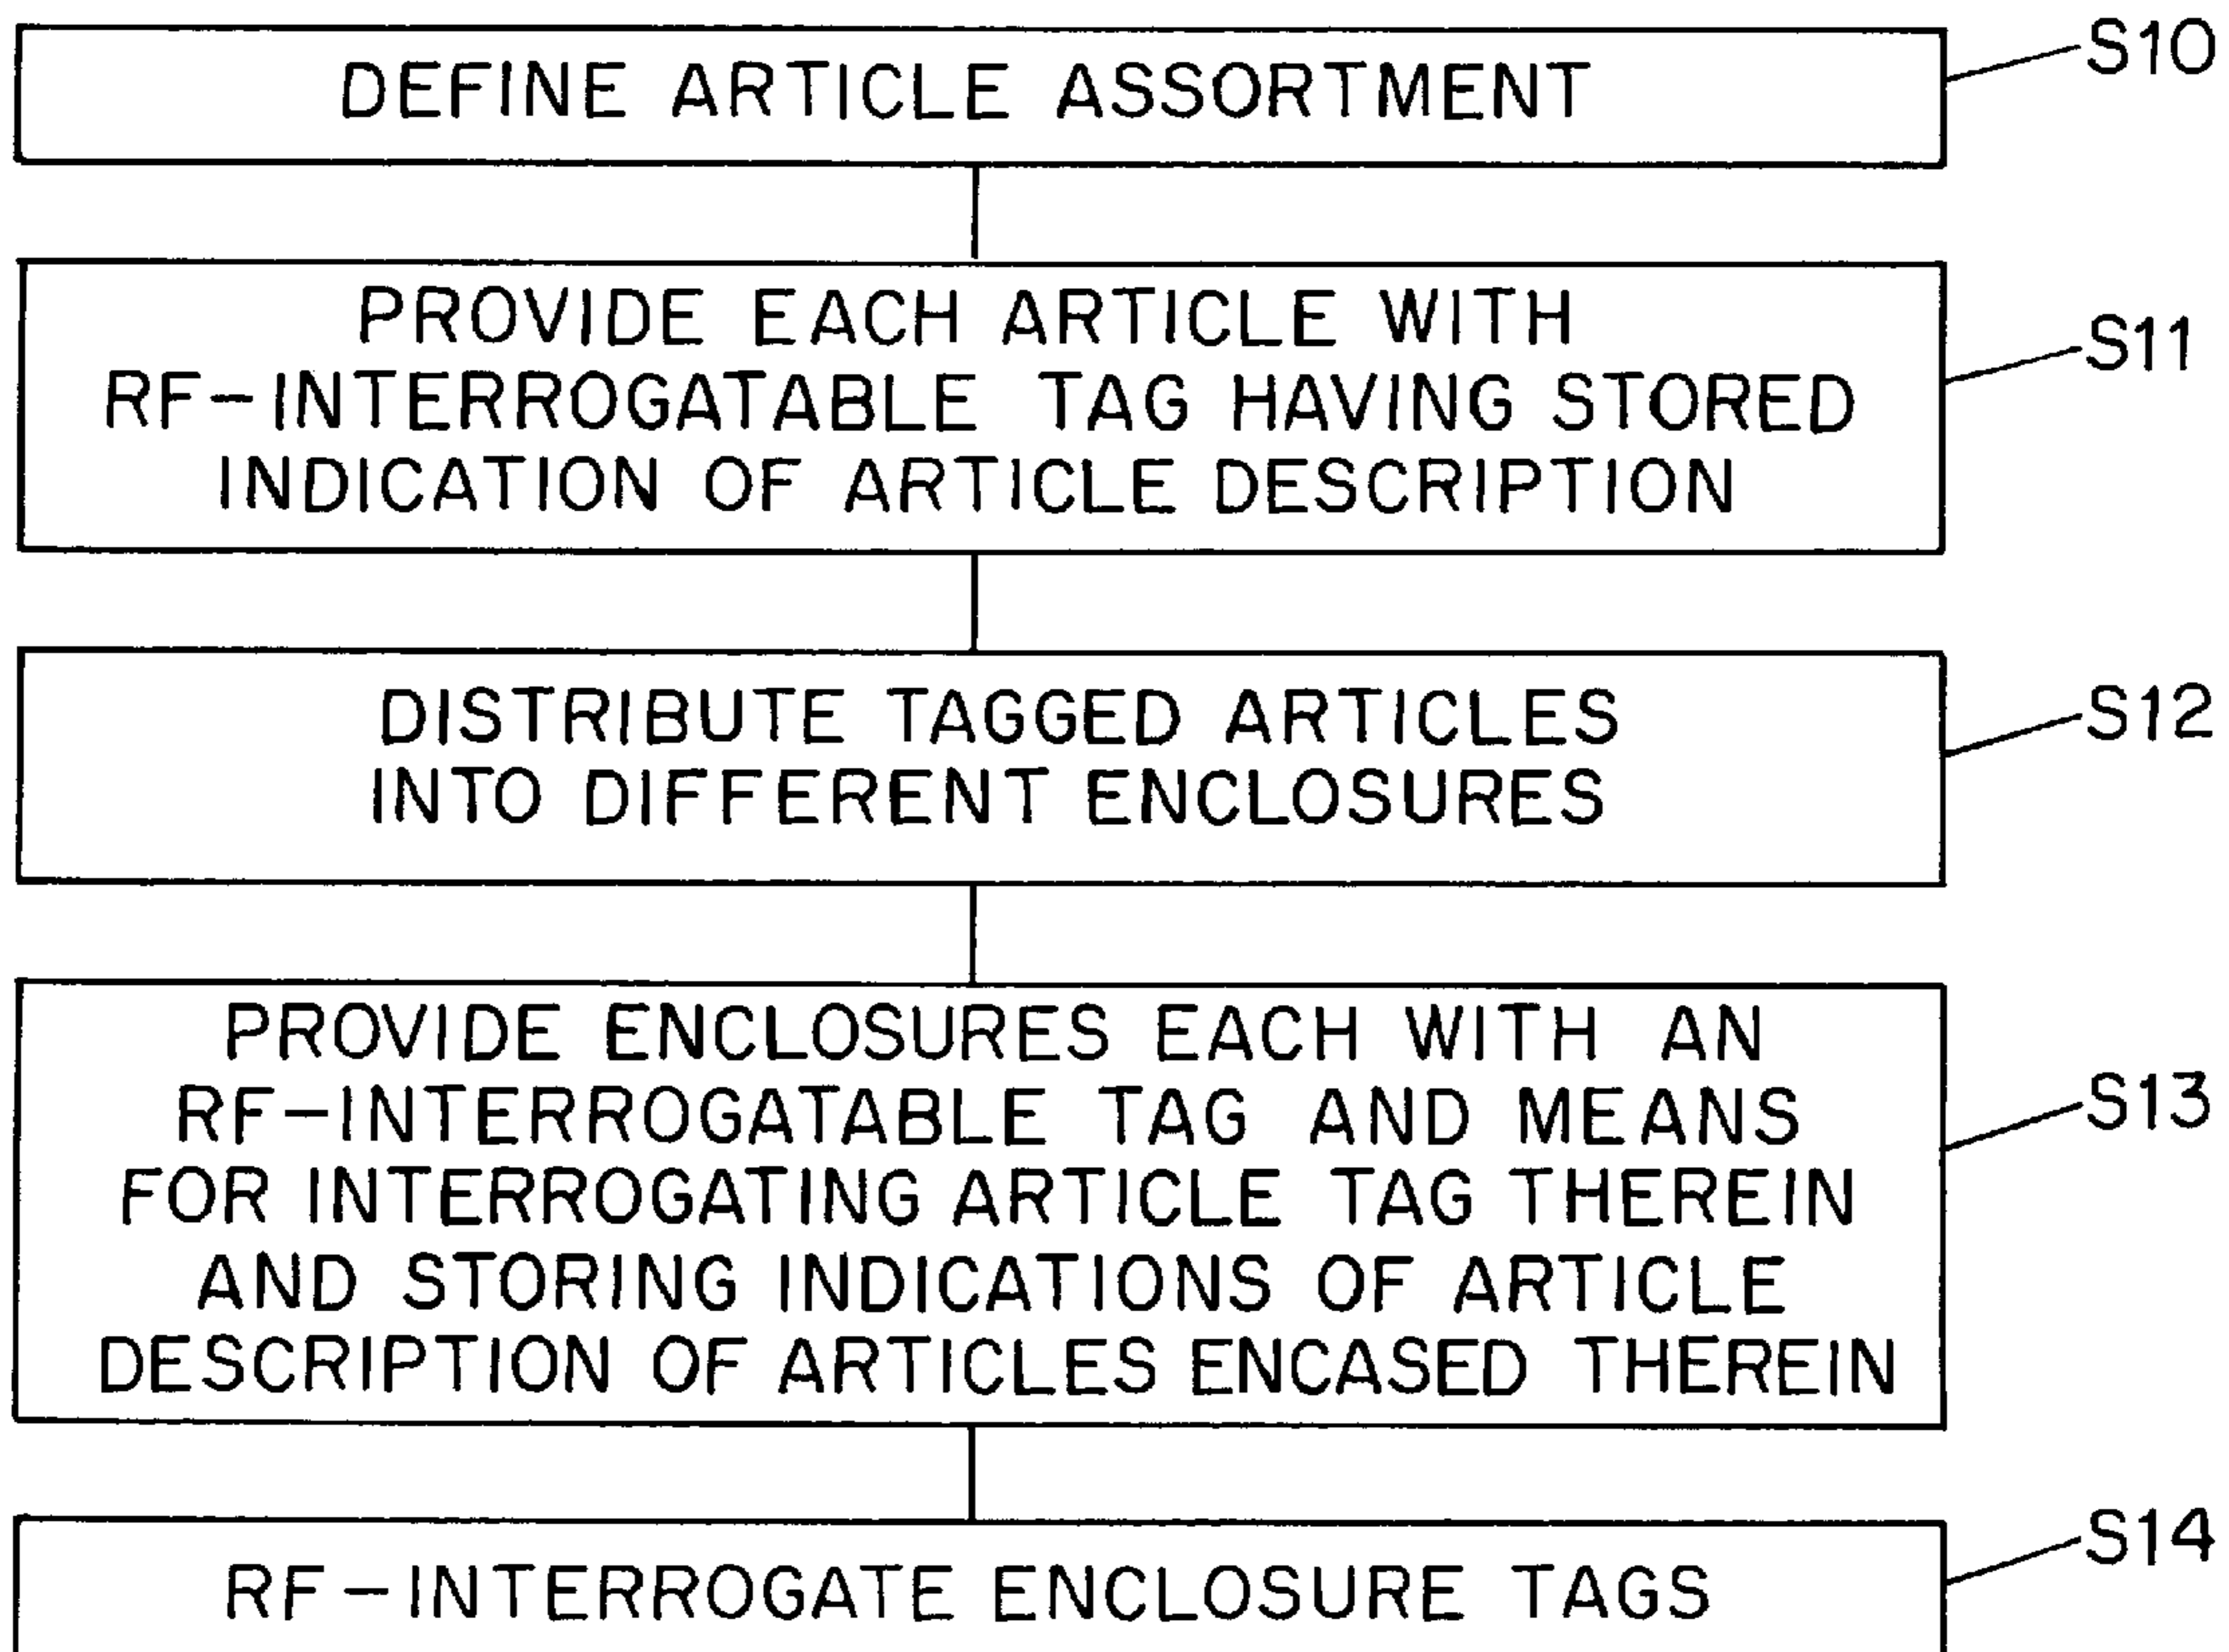 DEFINE ARTICLE ASSORTMENT
S10
PROVIDE EACH ARTICLE WITH
RF-INTERROGATABLE TAG HAVING STORED
INDICATION OF ARTICLE DESCRIPTION
S11
DISTRIBUTE TAGGED ARTICLES
INTO DIFFERENT ENCLOSURES
S12
PROVIDE ENCLOSURES EACH WITH AN
RF-INTERROGATABLE TAG AND MEANS
FOR INTERROGATING ARTICLE TAG THEREIN
AND STORING INDICATIONS OF ARTICLE
DESCRIPTION OF ARTICLES ENCASED THEREIN
S13
RF-INTERROGATE ENCLOSURE TAGS
S14